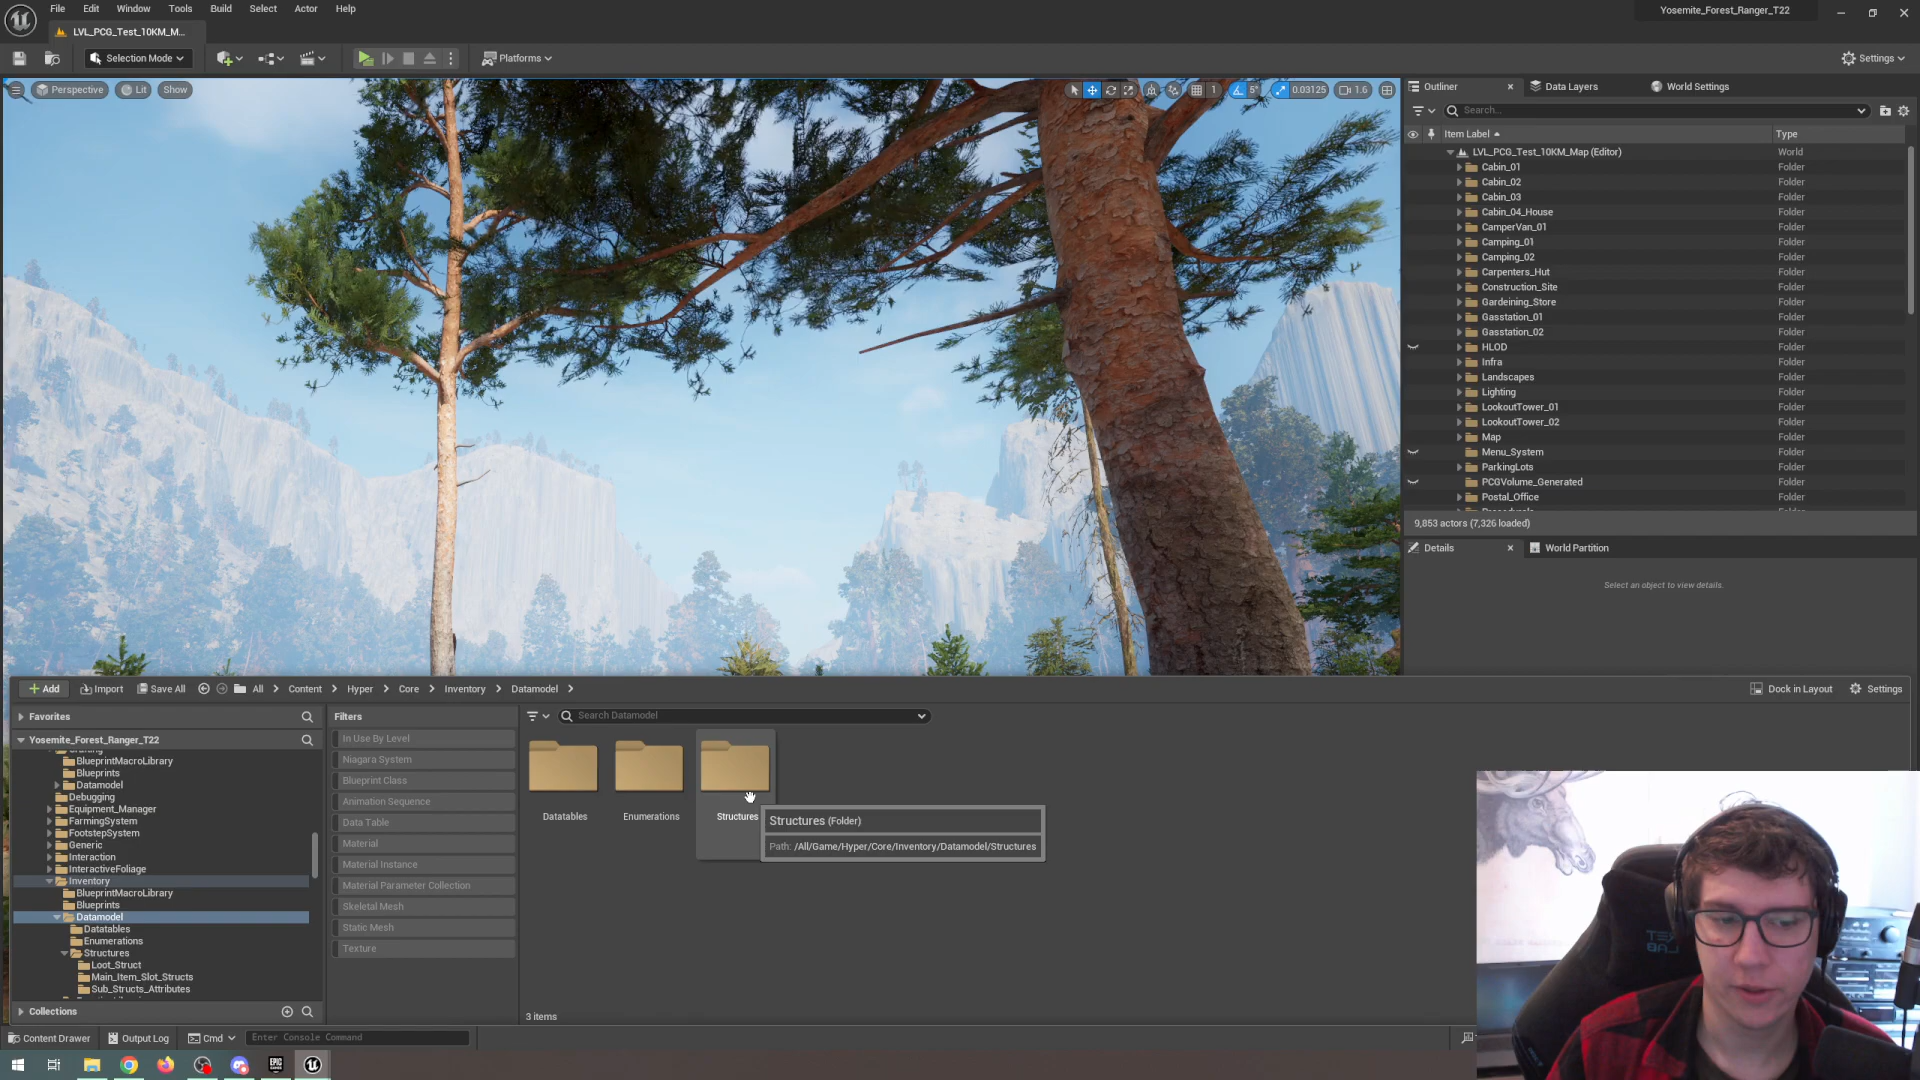 File Edit Window Tools Build Select Actor Help
Yosemite_Forest_Ranger_T22
LVL_PCG_Test_10KM_M...
Selection Mode
Platforms
Settings
Perspective Lit Show
1 5° 0.03125 1.6
Outliner
Data Layers
World Settings
Search...
Item Label Type
LVL_PCG_Test_10KM_Map (Editor) World
Cabin_01 Folder
Cabin_02 Folder
Cabin_03 Folder
Cabin_04_House Folder
CamperVan_01 Folder
Camping_01 Folder
Camping_02 Folder
Carpenters_Hut Folder
Construction_Site Folder
Gardeining_Store Folder
Gasstation_01 Folder
Gasstation_02 Folder
HLOD Folder
Infra Folder
Landscapes Folder
Lighting Folder
LookoutTower_01 Folder
LookoutTower_02 Folder
Map Folder
Menu_System Folder
ParkingLots Folder
PCGVolume_Generated Folder
Postal_Office Folder
9,853 actors (7,326 loaded)
Details
World Partition
Select an object to view details.
Add Import Save All All Content Hyper Core Inventory Datamodel
Dock in Layout Settings
Favorites
Yosemite_Forest_Ranger_T22
BlueprintMacroLibrary
Blueprints
Datamodel
Debugging
Equipment_Manager
FarmingSystem
FootstepSystem
Generic
Interaction
InteractiveFoliage
Inventory
BlueprintMacroLibrary
Blueprints
Datamodel
Datatables
Enumerations
Structures
Loot_Struct
Main_Item_Slot_Structs
Sub_Structs_Attributes
Collections
Filters
In Use By Level
Niagara System
Blueprint Class
Animation Sequence
Data Table
Material
Material Instance
Material Parameter Collection
Skeletal Mesh
Static Mesh
Texture
Search Datamodel
Datatables
Enumerations
Structures
Structures (Folder)
Path: /All/Game/Hyper/Core/Inventory/Datamodel/Structures
3 items
Content Drawer Output Log Cmd Enter Console Command
EPIC